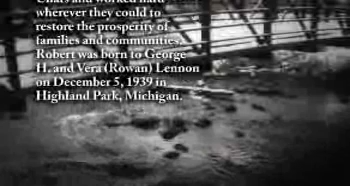 Chats and worked hard
wherever they could to
restore the prosperity of
families and communities.
Robert was born to George
H. and Vera (Rowan) Lennon
on December 5, 1939 in
Highland Park, Michigan.